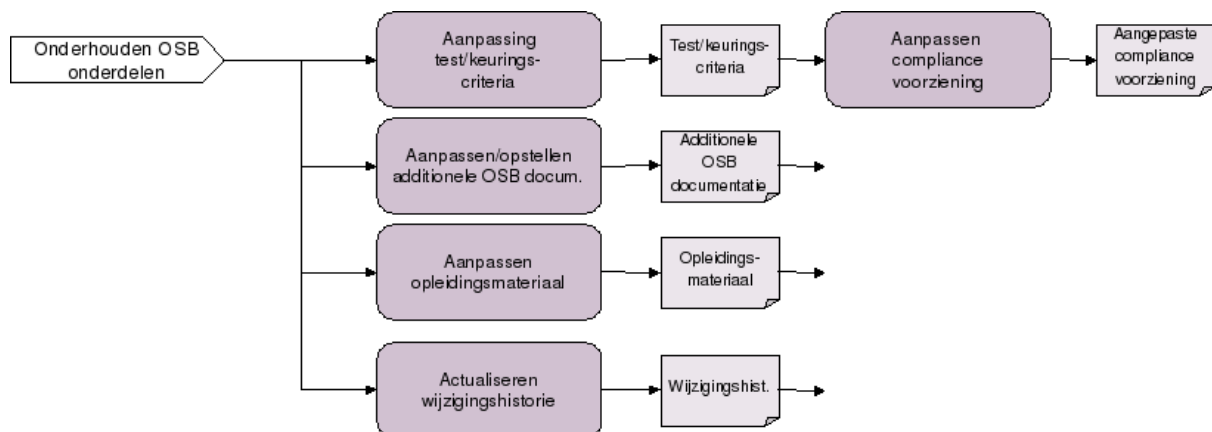 Onderhouden OSB
onderdelen
Aanpassing
test/keurings-
criteria
Test/keurings-
criteria
Aanpassen
compliance
voorziening
Aangepaste
compliance
voorziening
Aanpassen/opstellen
additionele OSB docum.
Additionele
OSB
documentatie
Aanpassen
opleidingsmateriaal
Opleidings-
materiaal
Actualiseren
wijzigingshistorie
Wijzigingshist.